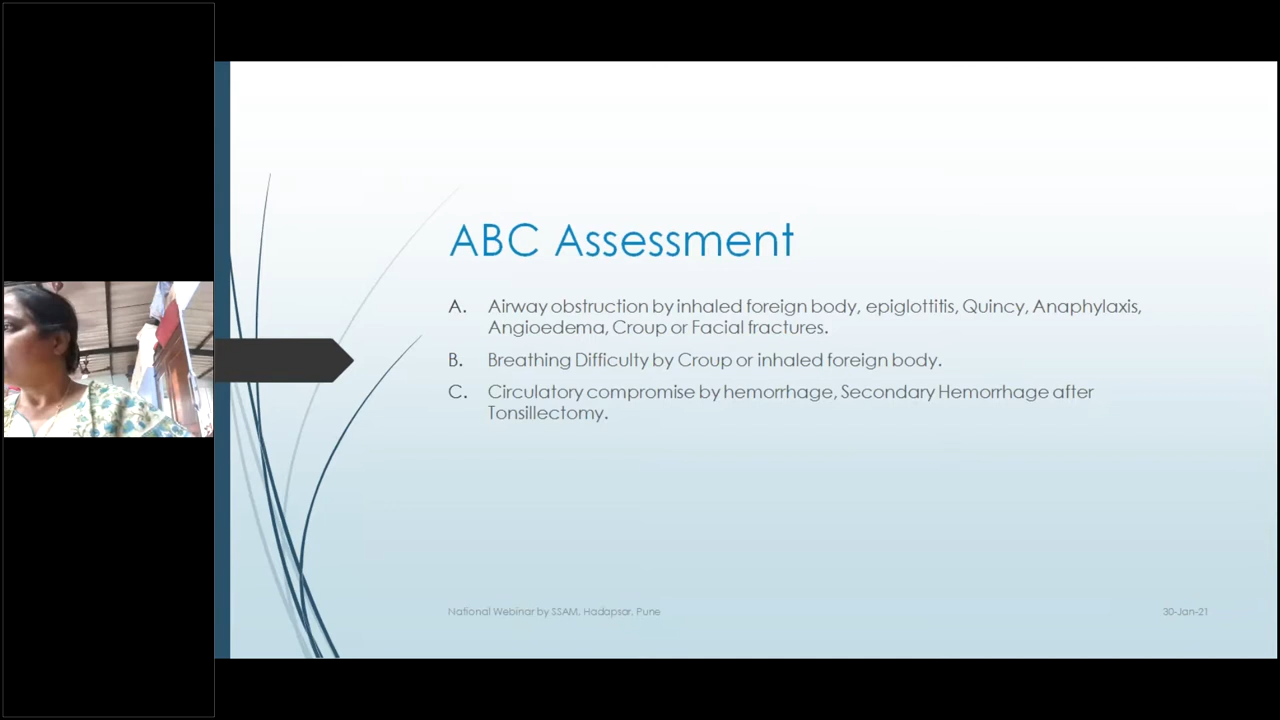 ABC Assessment
A. Airway obstruction by inhaled foreign body, epiglottitis, Quincy, Anaphylaxis,
Angioedema, Croup or Facial fractures.
B. Breathing Difficulty by Croup or inhaled foreign body.
C. Circulatory compromise by hemorrhage, Secondary Hemorrhage after
Tonsillectomy.
National Webinar by SSAM, Hadapsar, Pune
30-Jan-21